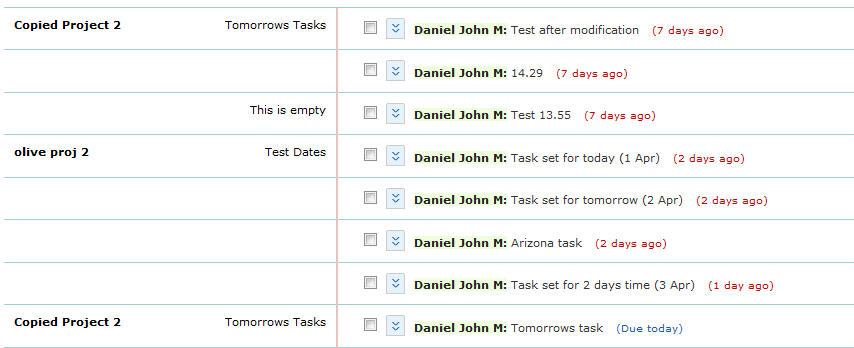 Copied Project 2 Tomorrows Tasks Daniel John M: Test after modification (7 days ago)
Daniel John M: 14.29 (7 days ago)
This is empty Daniel John M: Test 13.55 (7 days ago)
olive proj 2 Test Dates Daniel John M: Task set for today (1 Apr) (2 days ago)
Daniel John M: Task set for tomorrow (2 Apr) (2 days ago)
Daniel John M: Arizona task (2 days ago)
Daniel John M: Task set for 2 days time (3 Apr) (1 day ago)
Copied Project 2 Tomorrows Tasks Daniel John M: Tomorrows task (Due today)